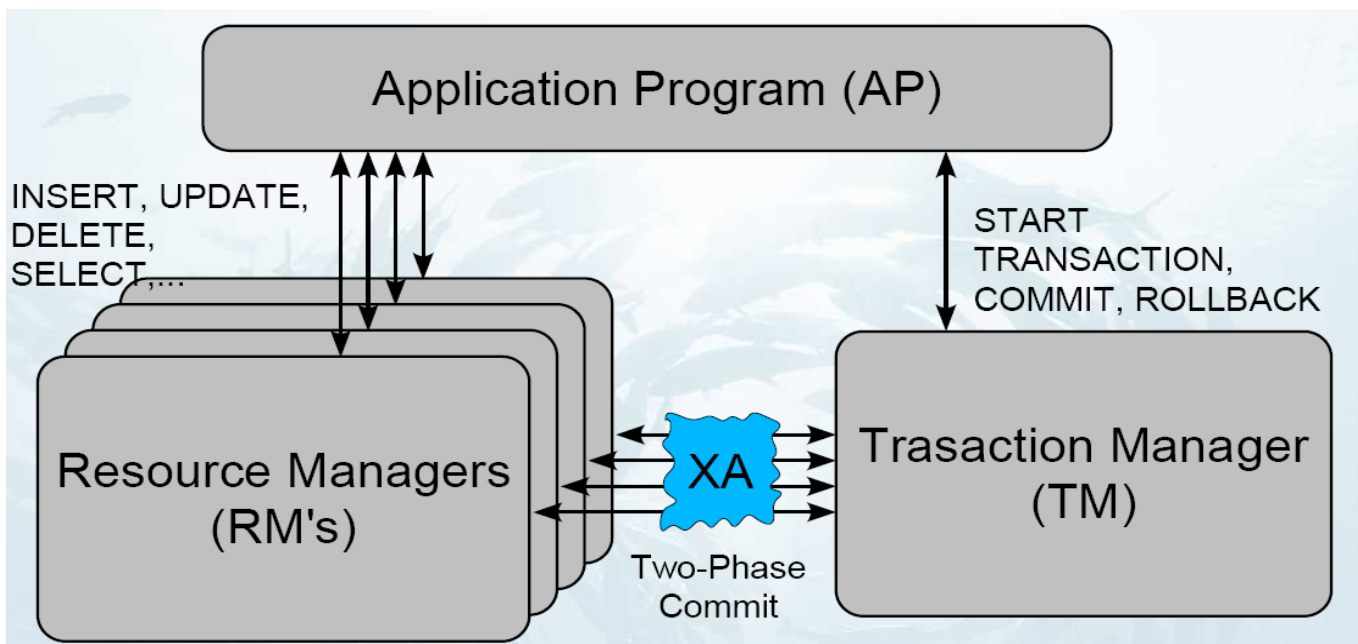 Application Program (AP)
INSERT, UPDATE,
DELETE,
SELECT,...
START
TRANSACTION,
COMMIT, ROLLBACK
Resource Managers
(RM's)
XA
Two-Phase
Commit
Trasaction Manager
(TM)